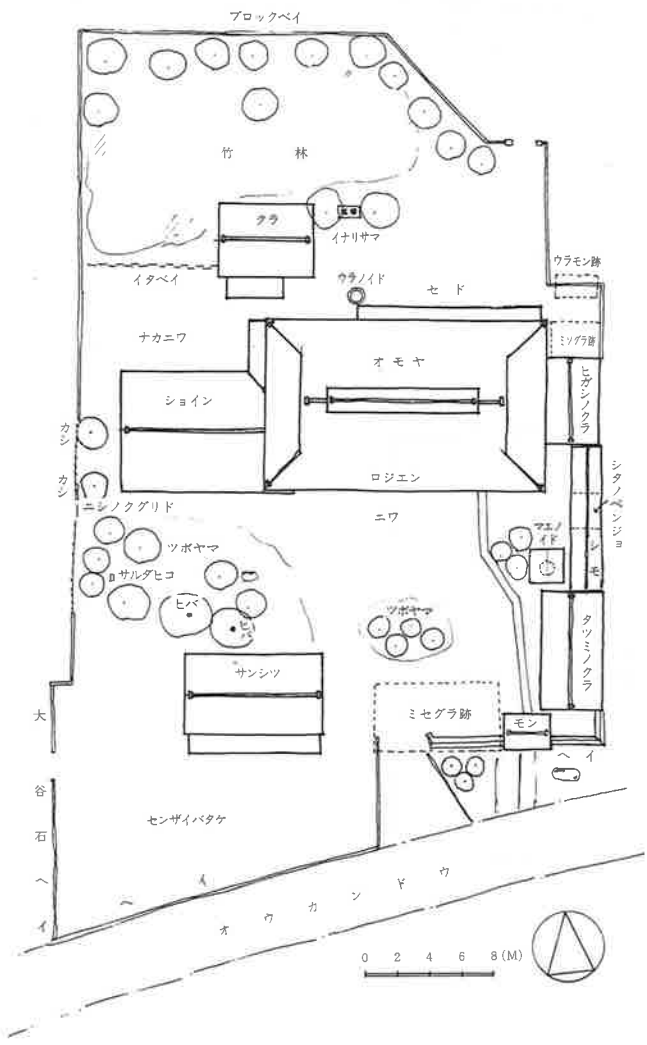 ブロックベイ
竹林
クラ
イナリサマ
イタベイ
ウラノイド
セド
ウラモン跡
ミソグラ跡
ナカニワ
オモヤ
ヒガシノクラ
ショイン
カシ
カシ
ロジエン
シタノベンジョ
ニシノクグリド
ニワ
マエノイド
シモ
ツボヤマ
サルダヒコ
ヒバ
ヒバ
ツボヤマ
タツミノクラ
サンシツ
ミセグラ跡
モン
ヘイ
大谷石ヘイ
センザイバタケ
ヘイ
オウカンドウ
0 2 4 6 8(M)